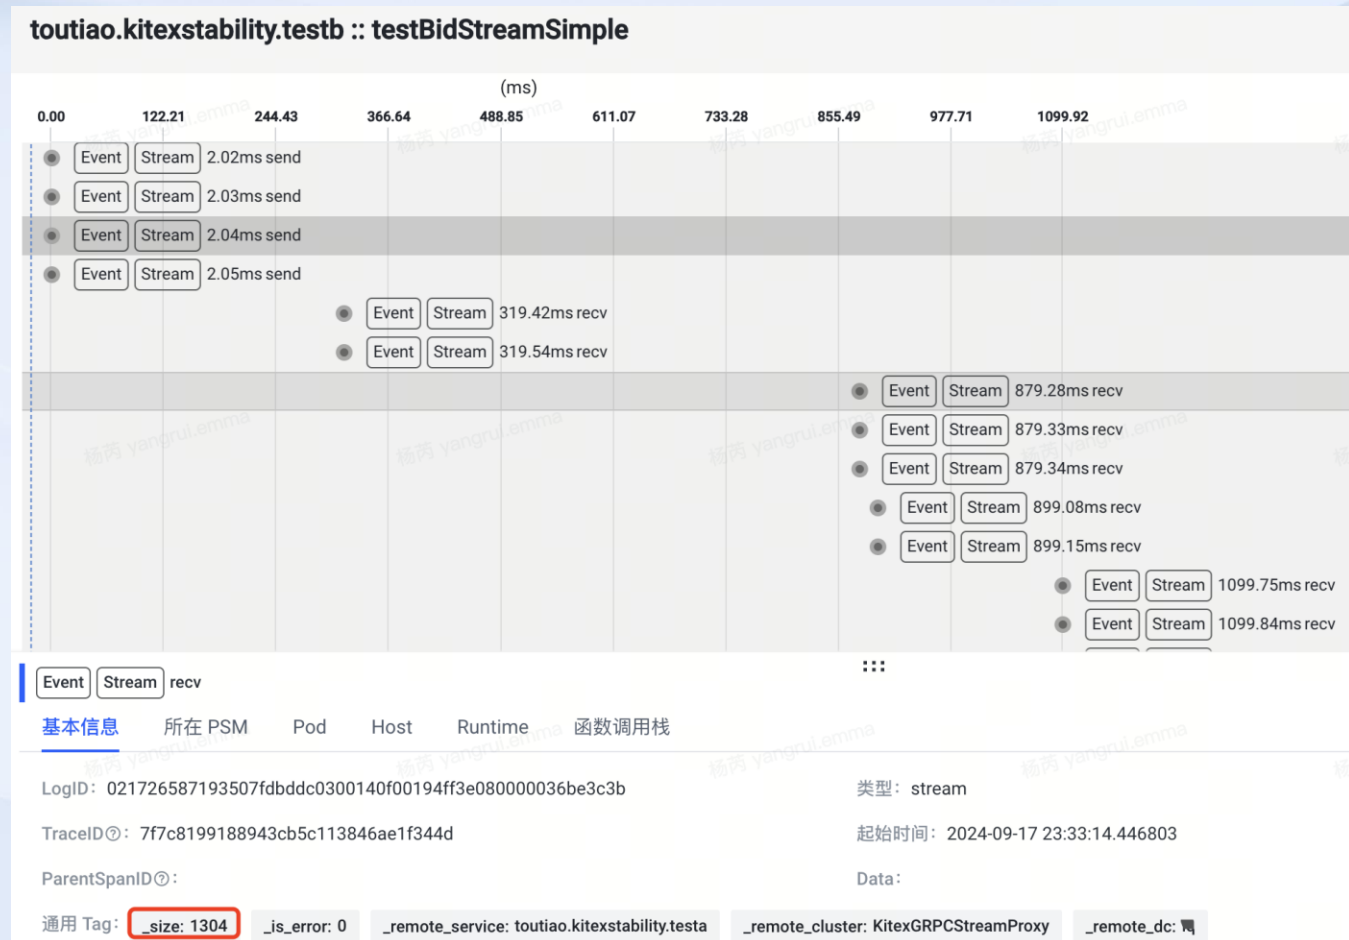 toutiao.kitexstability.testb :: testBidStreamSimple
(ms)
0.00 122.21 244.43 366.64 488.85 611.07 733.28 855.49 977.71 1099.92
Event Stream 2.02ms send
Event Stream 2.03ms send
Event Stream 2.04ms send
Event Stream 2.05ms send
Event Stream 319.42ms recv
Event Stream 319.54ms recv
Event Stream 879.28ms recv
Event Stream 879.33ms recv
Event Stream 879.34ms recv
Event Stream 899.08ms recv
Event Stream 899.15ms recv
Event Stream 1099.75ms recv
Event Stream 1099.84ms recv
Event Stream recv
基本信息 所在 PSM Pod Host Runtime 函数调用栈
LogID： 021726587193507fdbddc0300140f00194ff3e080000036be3c3b 类型： stream
TraceID?： 7f7c8199188943cb5c113846ae1f344d 起始时间： 2024-09-17 23:33:14.446803
ParentSpanID?： Data：
通用 Tag： _size: 1304 _is_error: 0 _remote_service: toutiao.kitexstability.testa _remote_cluster: KitexGRPCStreamProxy _remote_dc:
杨芮 yangrui.emma